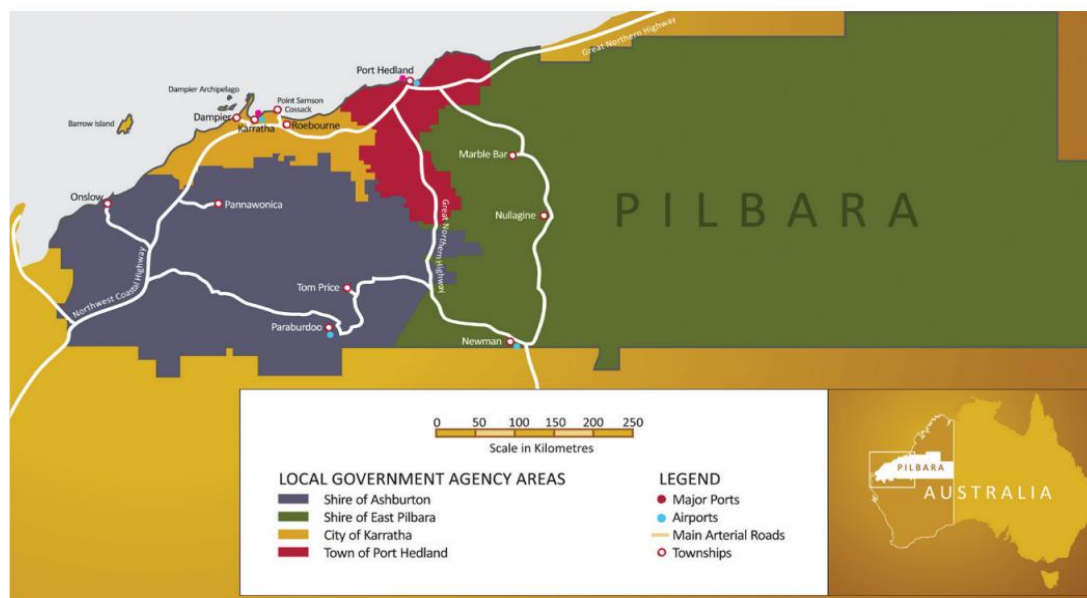 Great Northern Highway
Port Hedland
Dampier Archipelago
Point Samson
Cossack
Barrow Island
Dampier
Karratha
Roebourne
Marble Bar
Onslow
Pannawonica
Nullagine
PILBARA
Great Northern Highway
Northwest Coastal Highway
Tom Price
Paraburdoo
Newman
0 50 100 150 200 250
Scale in Kilometres
LOCAL GOVERNMENT AGENCY AREAS
Shire of Ashburton
Shire of East Pilbara
City of Karratha
Town of Port Hedland
LEGEND
Major Ports
Airports
Main Arterial Roads
Townships
PILBARA
AUSTRALIA